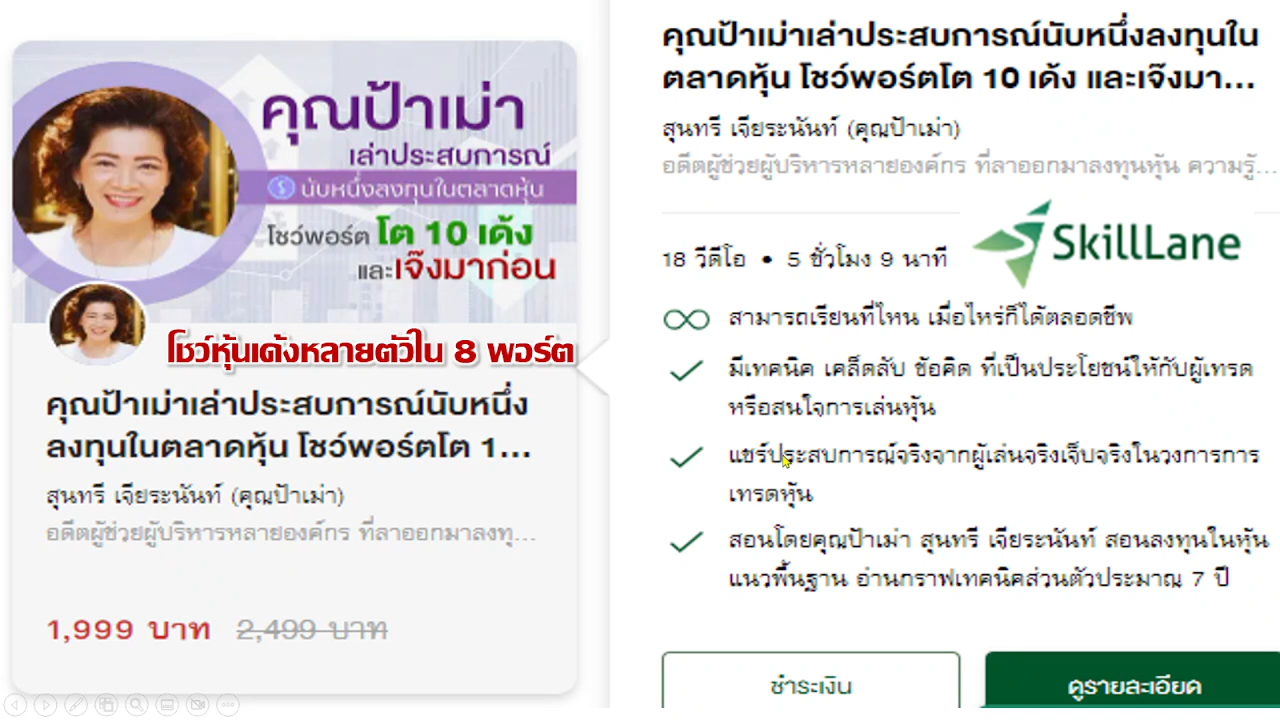 คุณป้าเม่า
เล่าประสบการณ์
นับหนึ่งลงทุนในตลาดหุ้น
โชว์พอร์ต โต 10 เด้ง
และเจ๊งมาก่อน
โชว์หุ้นเด้งหลายตัวใน 8 พอร์ต
คุณป้าเม่าเล่าประสบการณ์นับหนึ่ง
ลงทุนในตลาดหุ้น โชว์พอร์ตโต 1...
สุนทรี เจียระนันท์ (คุณป้าเม่า)
อดีตผู้ช่วยผู้บริหารหลายองค์กร ที่ลาออกมาลงทุ...
1,999 บาท 2,499 บาท
คุณป้าเม่าเล่าประสบการณ์นับหนึ่งลงทุนใน
ตลาดหุ้น โชว์พอร์ตโต 10 เด้ง และเจ๊งมา...
สุนทรี เจียระนันท์ (คุณป้าเม่า)
อดีตผู้ช่วยผู้บริหารหลายองค์กร ที่ลาออกมาลงทุนหุ้น ความรู้...
18 วีดีโอ • 5 ชั่วโมง 9 นาที
SkillLane
สามารถเรียนที่ไหน เมื่อไหร่ก็ได้ตลอดชีพ
มีเทคนิค เคล็ดลับ ข้อคิด ที่เป็นประโยชน์ให้กับผู้เทรด
หรือสนใจการเล่นหุ้น
แชร์ประสบการณ์จริงจากผู้เล่นจริงเจ็บจริงในวงการการ
เทรดหุ้น
สอนโดยคุณป้าเม่า สุนทรี เจียระนันท์ สอนลงทุนในหุ้น
แนวพื้นฐาน อ่านกราฟเทคนิคส่วนตัวประมาณ 7 ปี
ชำระเงิน
ดูรายละเอียด